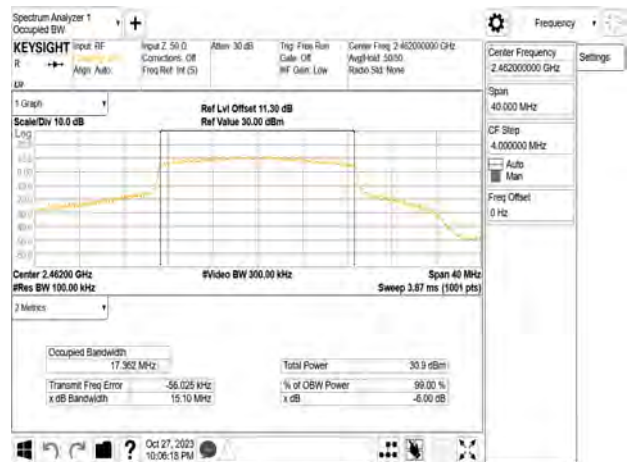 Spectrum Analyzer 1
Occupied BW
Frequency
KEYSIGHT
Input: RF
Input Z: 50 Ω
Atten: 30 dB
Trig: Free Run
Center Freq: 2.462000000 GHz
R
Corrections: Off
Gate: Off
Avg|Hold: 50/50
Align: Auto
Freq Ref: Int (S)
#IF Gain: Low
Radio Std: None
Center Frequency
2.462000000 GHz
Settings
Span
40.000 MHz
CF Step
4.000000 MHz
Auto
Man
Freq Offset
0 Hz
1 Graph
Ref Lvl Offset 11.30 dB
Scale/Div 10.0 dB
Ref Value 30.00 dBm
Log
Center 2.46200 GHz
#Video BW 300.00 kHz
Span 40 MHz
#Res BW 100.00 kHz
Sweep 3.87 ms (1001 pts)
2 Metrics
Occupied Bandwidth
17.362 MHz
Total Power
30.9 dBm
Transmit Freq Error
-56.025 kHz
% of OBW Power
99.00 %
x dB Bandwidth
15.10 MHz
x dB
-6.00 dB
?
Oct 27, 2023
10:06:18 PM